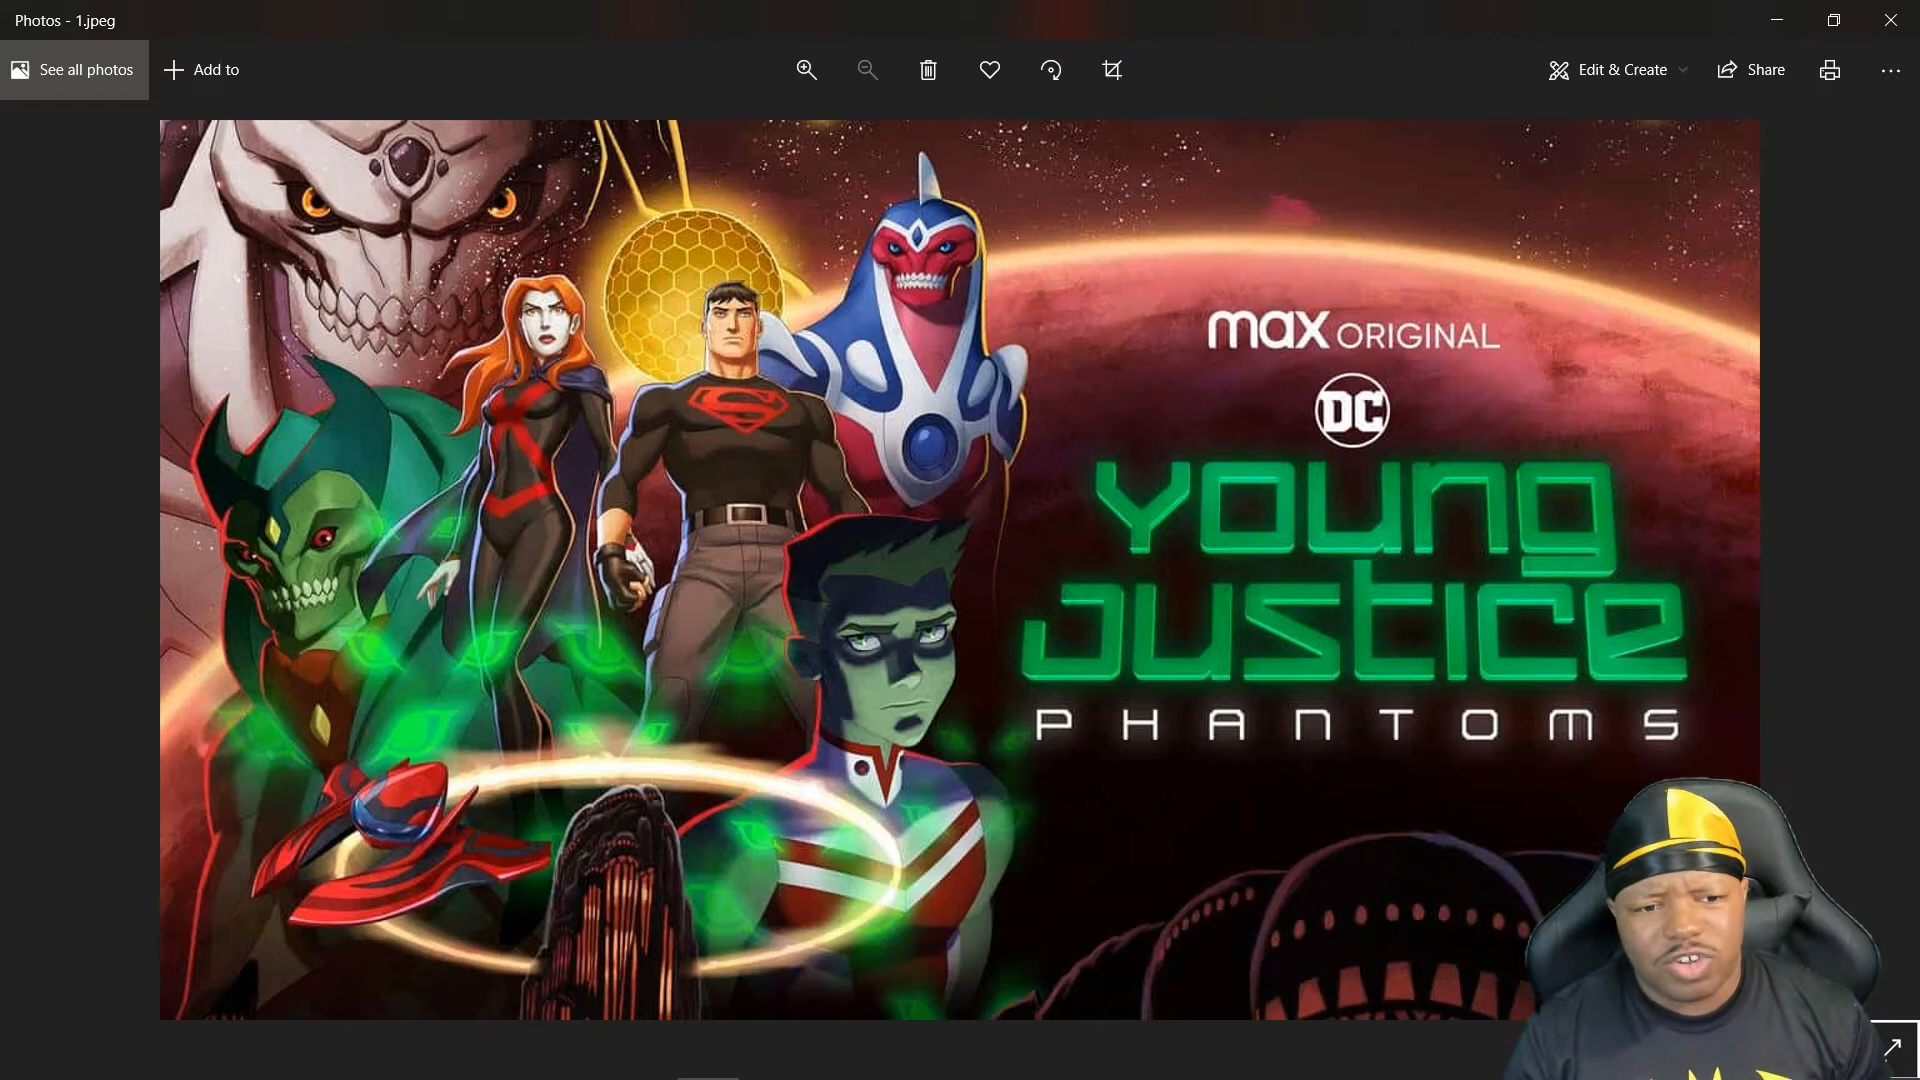 Photos - 1.jpeg
See all photos
Add to
Edit & Create
Share
max ORIGINAL
DC
Young
Justice
PHANTOMS